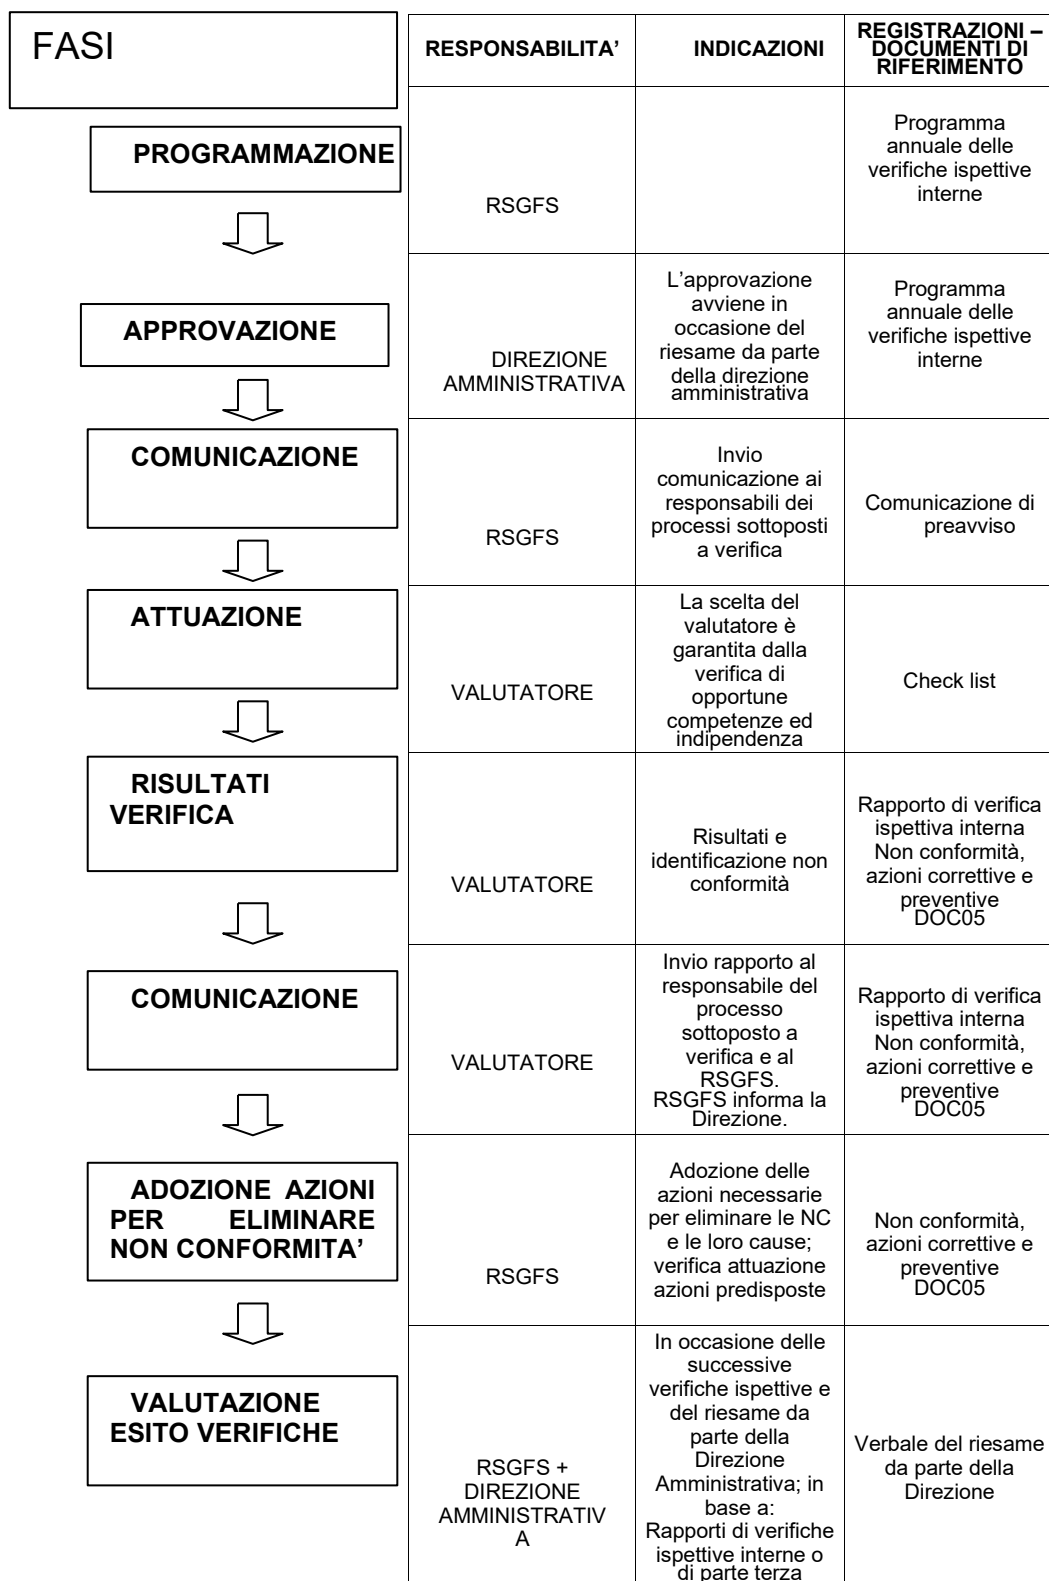 FASI
RESPONSABILITA’
INDICAZIONI
REGISTRAZIONI –
DOCUMENTI DI
RIFERIMENTO
PROGRAMMAZIONE
RSGFS
Programma
annuale delle
verifiche ispettive
interne
APPROVAZIONE
DIREZIONE
AMMINISTRATIVA
L’approvazione
avviene in
occasione del
riesame da parte
della direzione
amministrativa
Programma
annuale delle
verifiche ispettive
interne
COMUNICAZIONE
RSGFS
Invio
comunicazione ai
responsabili dei
processi sottoposti
a verifica
Comunicazione di
preavviso
ATTUAZIONE
VALUTATORE
La scelta del
valutatore è
garantita dalla
verifica di
opportune
competenze ed
indipendenza
Check list
RISULTATI
VERIFICA
VALUTATORE
Risultati e
identificazione non
conformità
Rapporto di verifica
ispettiva interna
Non conformità,
azioni correttive e
preventive
DOC05
COMUNICAZIONE
VALUTATORE
Invio rapporto al
responsabile del
processo
sottoposto a
verifica e al
RSGFS.
RSGFS informa la
Direzione.
Rapporto di verifica
ispettiva interna
Non conformità,
azioni correttive e
preventive
DOC05
ADOZIONE AZIONI
PER ELIMINARE
NON CONFORMITA’
RSGFS
Adozione delle
azioni necessarie
per eliminare le NC
e le loro cause;
verifica attuazione
azioni predisposte
Non conformità,
azioni correttive e
preventive
DOC05
VALUTAZIONE
ESITO VERIFICHE
RSGFS +
DIREZIONE
AMMINISTRATIV
A
In occasione delle
successive
verifiche ispettive e
del riesame da
parte della
Direzione
Amministrativa; in
base a:
Rapporti di verifiche
ispettive interne o
di parte terza
Verbale del riesame
da parte della
Direzione